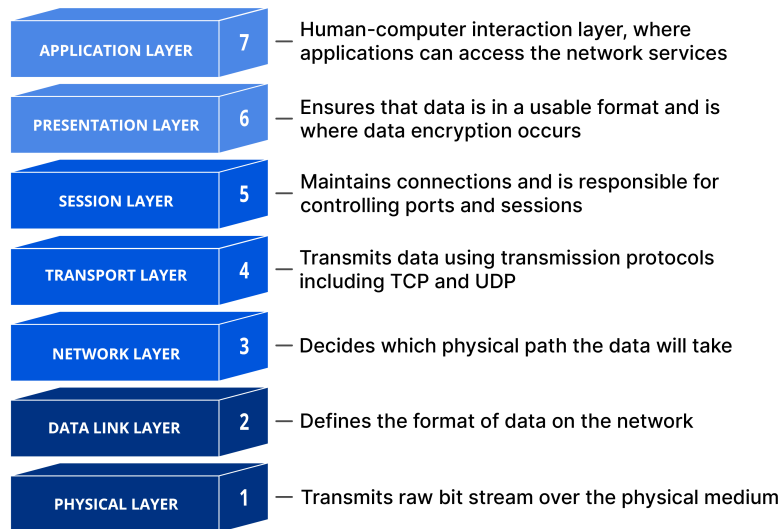 APPLICATION LAYER 7 — Human-computer interaction layer, where
applications can access the network services
PRESENTATION LAYER 6 — Ensures that data is in a usable format and is
where data encryption occurs
SESSION LAYER 5 — Maintains connections and is responsible for
controlling ports and sessions
TRANSPORT LAYER 4 — Transmits data using transmission protocols
including TCP and UDP
NETWORK LAYER 3 — Decides which physical path the data will take
DATA LINK LAYER 2 — Defines the format of data on the network
PHYSICAL LAYER 1 — Transmits raw bit stream over the physical medium